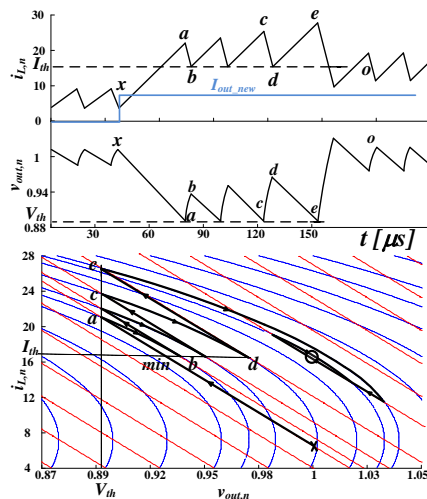 30
a
c
e
20
i_{L,n}
I_{th}
b
d
o
10
x
I_{out_new}
0
v_{out,n}
1
x
o
0.94
b
d
V_{th}
a
c
e
0.88
10 30 60 90 120 150
t [μs]
28
e
26
c
22
a
i_{L,n}
I_{th}
16
min b d
12
8
x
4
0.87 0.89 0.92 0.95 0.98 1 1.03 1.05
V_{th}
v_{out,n}